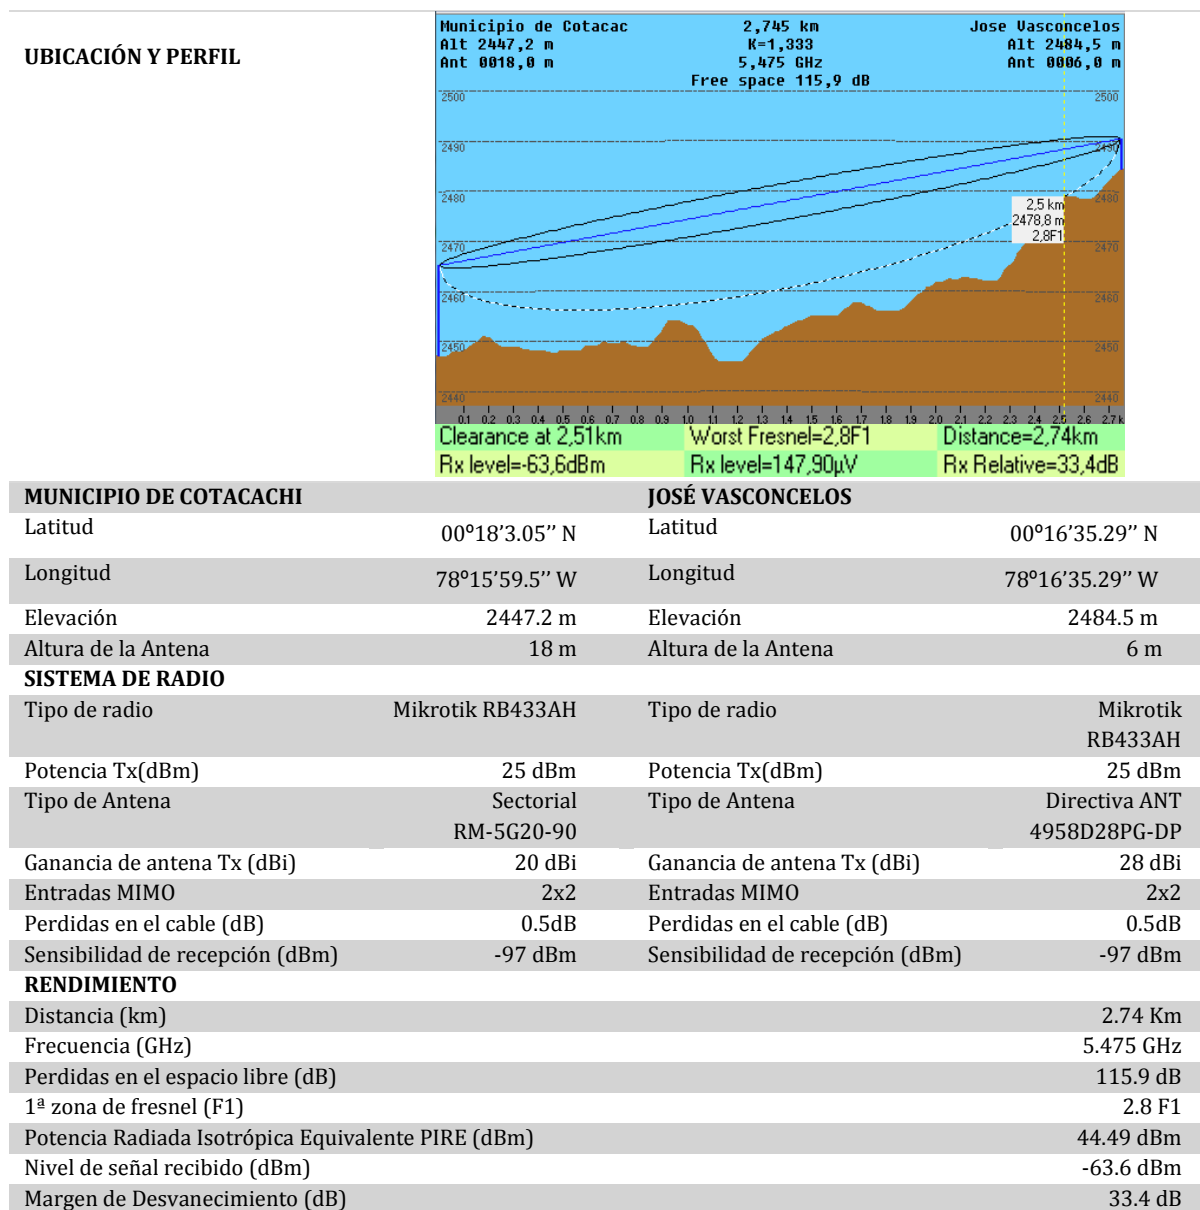 UBICACIÓN Y PERFIL
Municipio de Cotacac 2,745 km Jose Vasconcelos
Alt 2447,2 m K=1,333 Alt 2484,5 m
Ant 0018,0 m 5,475 GHz Ant 0006,0 m
Free space 115,9 dB
2500 2500
2490 2490
2480 2480
2,5 km
2478,8 m
2,8F1
2470 2470
2460 2460
2450 2450
2440 2440
0.1 0.2 0.3 0.4 0.5 0.6 0.7 0.8 0.9 1.0 1.1 1.2 1.3 1.4 1.5 1.6 1.7 1.8 1.9 2.0 2.1 2.2 2.3 2.4 2.5 2.6 2.7 k
Clearance at 2,51km Worst Fresnel=2,8F1 Distance=2,74km
Rx level=-63,6dBm Rx level=147,90µV Rx Relative=33,4dB
MUNICIPIO DE COTACACHI JOSÉ VASCONCELOS
Latitud 00º18’3.05’’ N Latitud 00º16’35.29’’ N
Longitud 78º15’59.5’’ W Longitud 78º16’35.29’’ W
Elevación 2447.2 m Elevación 2484.5 m
Altura de la Antena 18 m Altura de la Antena 6 m
SISTEMA DE RADIO
Tipo de radio Mikrotik RB433AH Tipo de radio Mikrotik
RB433AH
Potencia Tx(dBm) 25 dBm Potencia Tx(dBm) 25 dBm
Tipo de Antena Sectorial Tipo de Antena Directiva ANT
RM-5G20-90 4958D28PG-DP
Ganancia de antena Tx (dBi) 20 dBi Ganancia de antena Tx (dBi) 28 dBi
Entradas MIMO 2x2 Entradas MIMO 2x2
Perdidas en el cable (dB) 0.5dB Perdidas en el cable (dB) 0.5dB
Sensibilidad de recepción (dBm) -97 dBm Sensibilidad de recepción (dBm) -97 dBm
RENDIMIENTO
Distancia (km) 2.74 Km
Frecuencia (GHz) 5.475 GHz
Perdidas en el espacio libre (dB) 115.9 dB
1ª zona de fresnel (F1) 2.8 F1
Potencia Radiada Isotrópica Equivalente PIRE (dBm) 44.49 dBm
Nivel de señal recibido (dBm) -63.6 dBm
Margen de Desvanecimiento (dB) 33.4 dB